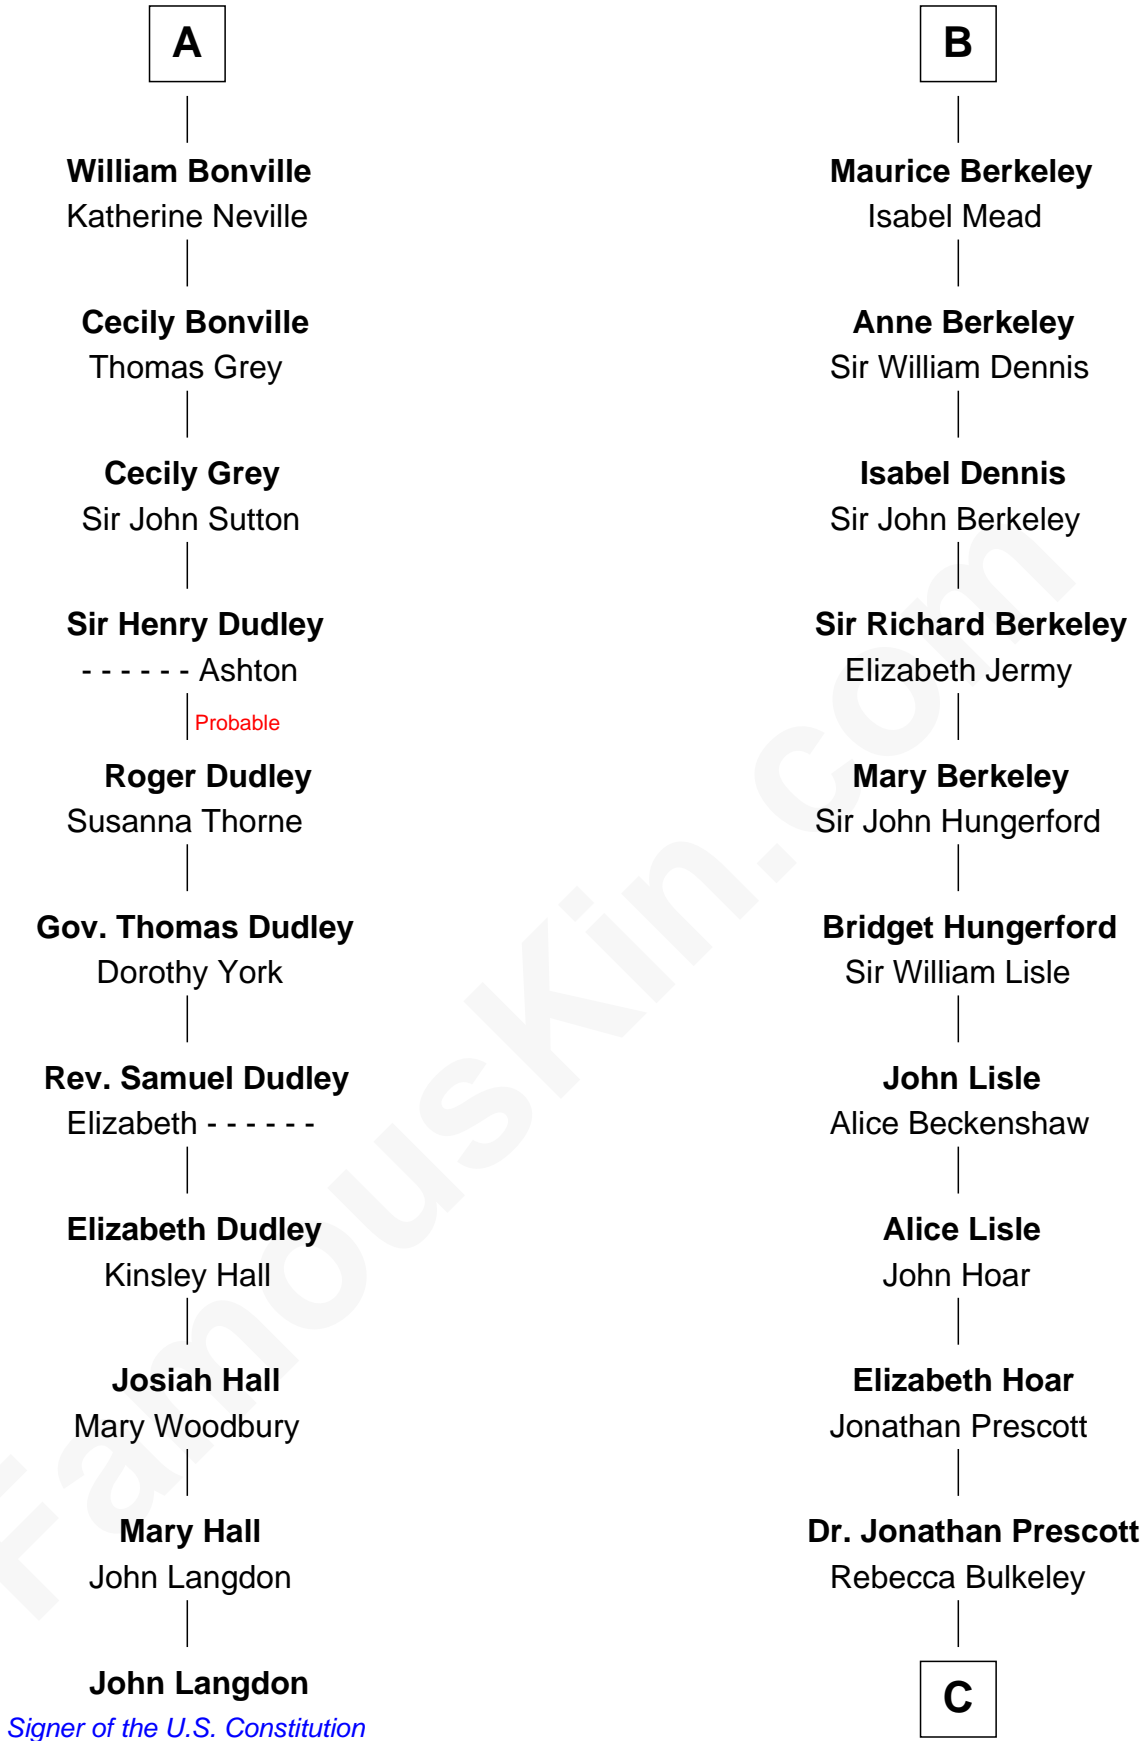 A
William Bonville
Katherine Neville
Cecily Bonville
Thomas Grey
Cecily Grey
Sir John Sutton
Sir Henry Dudley
- - - - - - Ashton
Probable
Roger Dudley
Susanna Thorne
Gov. Thomas Dudley
Dorothy York
Rev. Samuel Dudley
Elizabeth - - - - - -
Elizabeth Dudley
Kinsley Hall
Josiah Hall
Mary Woodbury
Mary Hall
John Langdon
John Langdon
Signer of the U.S. Constitution
B
Maurice Berkeley
Isabel Mead
Anne Berkeley
Sir William Dennis
Isabel Dennis
Sir John Berkeley
Sir Richard Berkeley
Elizabeth Jermy
Mary Berkeley
Sir John Hungerford
Bridget Hungerford
Sir William Lisle
John Lisle
Alice Beckenshaw
Alice Lisle
John Hoar
Elizabeth Hoar
Jonathan Prescott
Dr. Jonathan Prescott
Rebecca Bulkeley
C
FamousKin.com